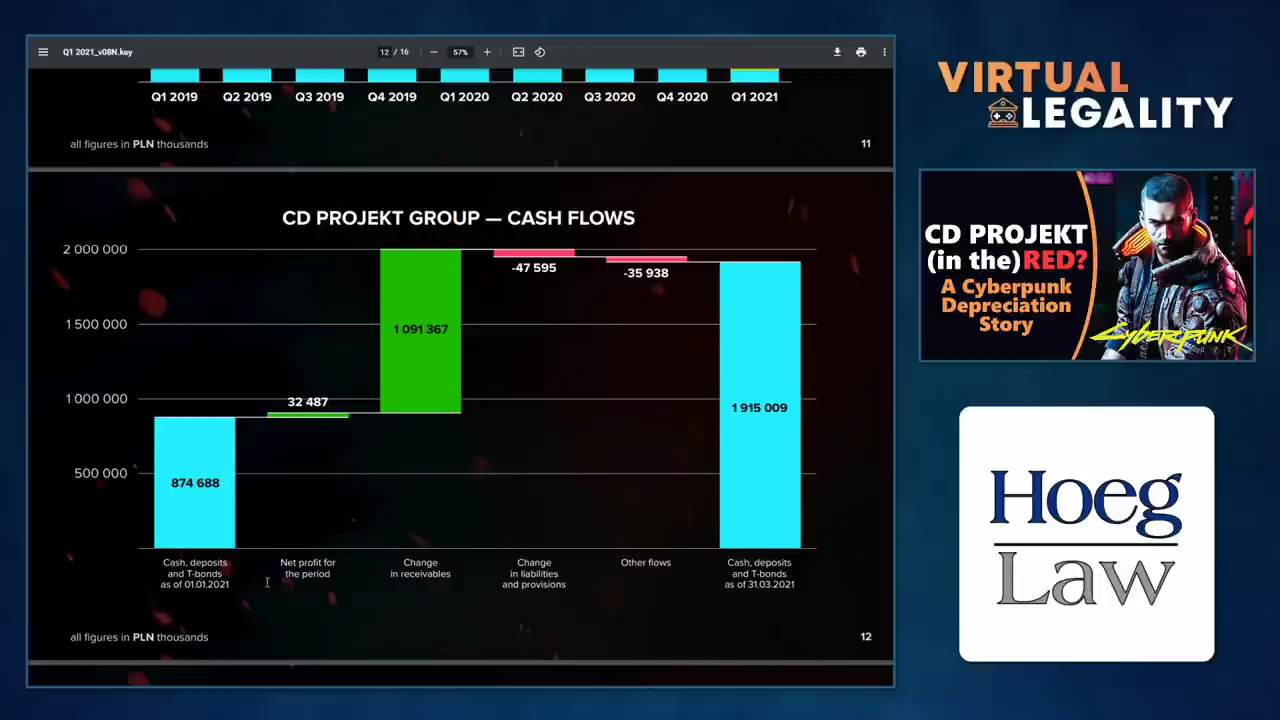 Q1 2021_v08N.key
12 / 16
57%
Q1 2019 Q2 2019 Q3 2019 Q4 2019 Q1 2020 Q2 2020 Q3 2020 Q4 2020 Q1 2021
all figures in PLN thousands
11
CD PROJEKT GROUP — CASH FLOWS
2 000 000
1 500 000
1 000 000
500 000
874 688
32 487
1 091 367
-47 595
-35 938
1 915 009
Cash, deposits
and T-bonds
as of 01.01.2021
Net profit for
the period
Change
in receivables
Change
in liabilities
and provisions
Other flows
Cash, deposits
and T-bonds
as of 31.03.2021
all figures in PLN thousands
12
VIRTUAL
LEGALITY
CD PROJEKT
(in the) RED?
A Cyberpunk
Depreciation
Story
CYBERPUNK
Hoeg
Law